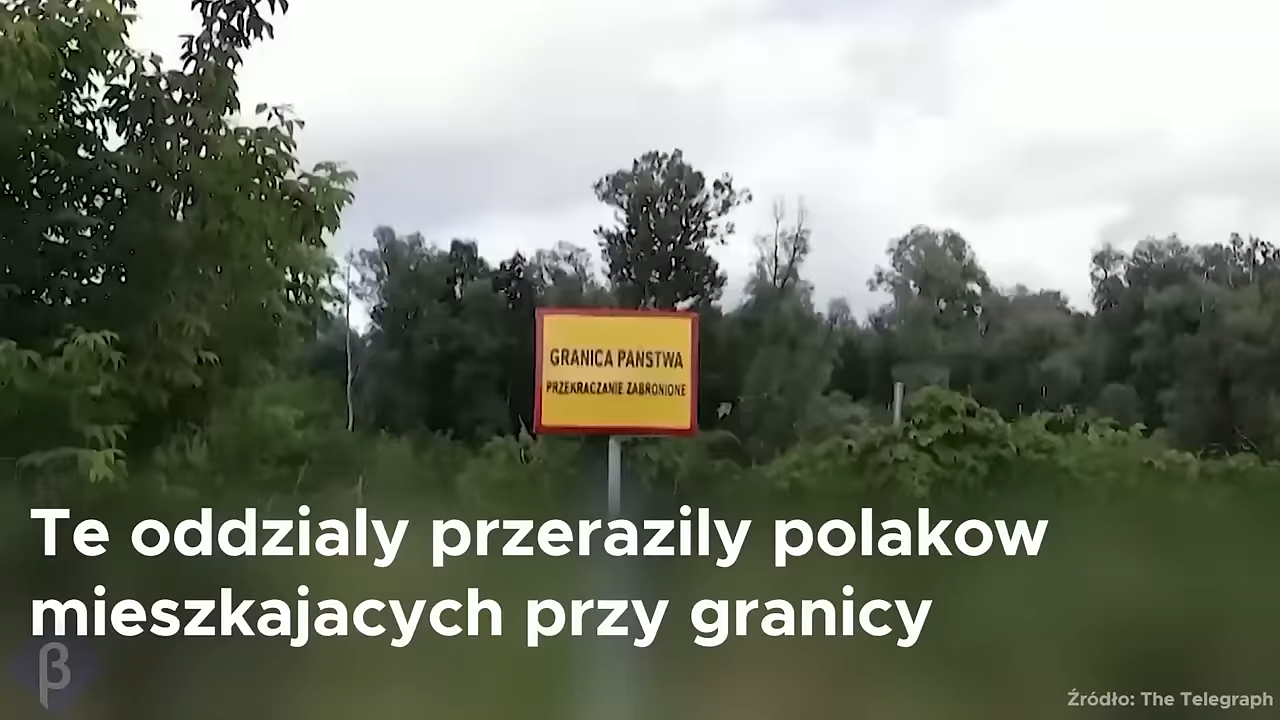 GRANICA PAŃSTWA
PRZEKRACZANIE ZABRONIONE
Te oddzialy przerazily polakow
mieszkajacych przy granicy
β
Źródło: The Telegraph